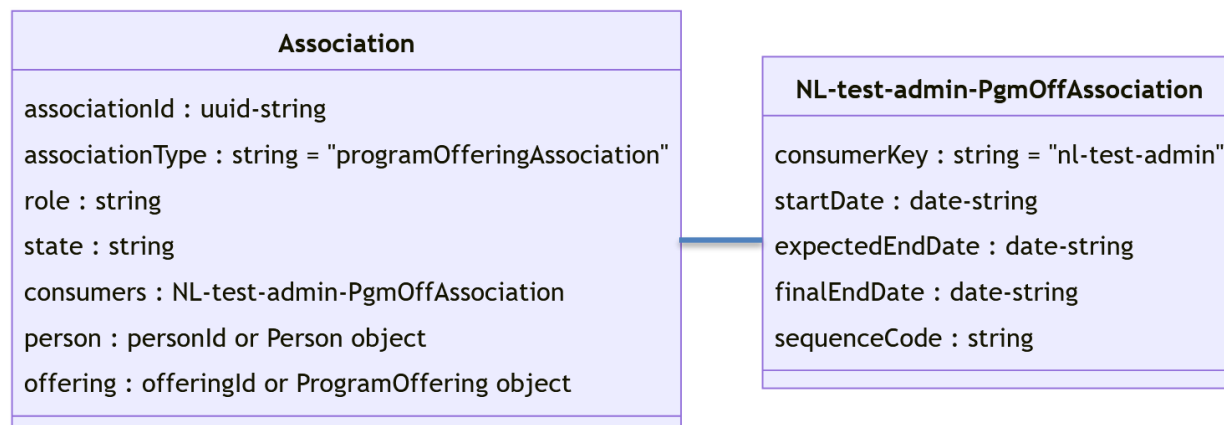 Association
associationId : uuid-string
associationType : string = "programOfferingAssociation"
role : string
state : string
consumers : NL-test-admin-PgmOffAssociation
person : personId or Person object
offering : offeringId or ProgramOffering object
NL-test-admin-PgmOffAssociation
consumerKey : string = "nl-test-admin"
startDate : date-string
expectedEndDate : date-string
finalEndDate : date-string
sequenceCode : string